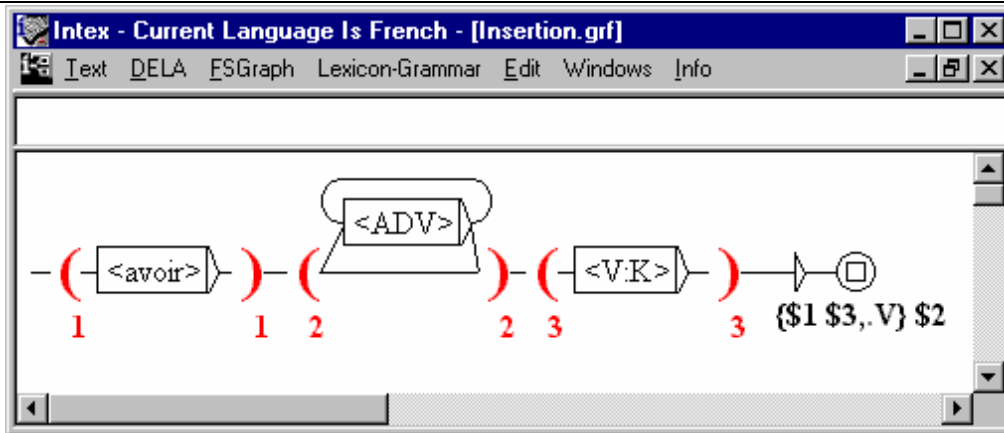 Intex - Current Language Is French - [Insertion.grf]
Text DELA FSGraph Lexicon-Grammar Edit Windows Info
<ADV>
( <avoir> ) ( ) ( <V:K> )
1 1 2 2 3 3 {$1 $3,.V} $2